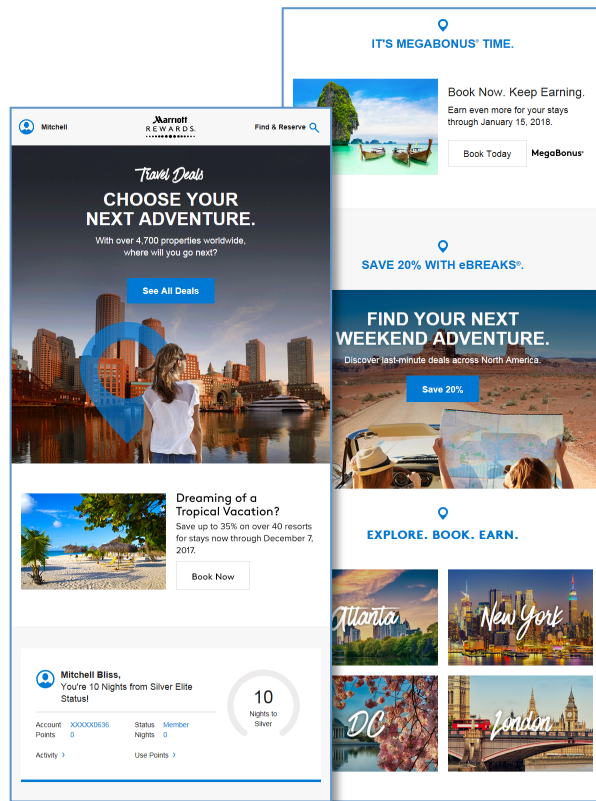 Mitchell
Marriott
REWARDS.
Find & Reserve
Travel Deals
CHOOSE YOUR
NEXT ADVENTURE.
With over 4,700 properties worldwide,
where will you go next?
See All Deals
Dreaming of a
Tropical Vacation?
Save up to 35% on over 40 resorts
for stays now through December 7,
2017.
Book Now
Mitchell Bliss,
You're 10 Nights from Silver Elite
Status!
Account XXXXX0636 Status Member
Points 0 Nights 0
Activity › Use Points ›
10
Nights to
Silver
IT'S MEGABONUS® TIME.
Book Now. Keep Earning.
Earn even more for your stays
through January 15, 2018.
Book Today MegaBonus®
SAVE 20% WITH eBREAKS®.
FIND YOUR NEXT
WEEKEND ADVENTURE.
Discover last-minute deals across North America.
Save 20%
EXPLORE. BOOK. EARN.
Atlanta New York
DC London